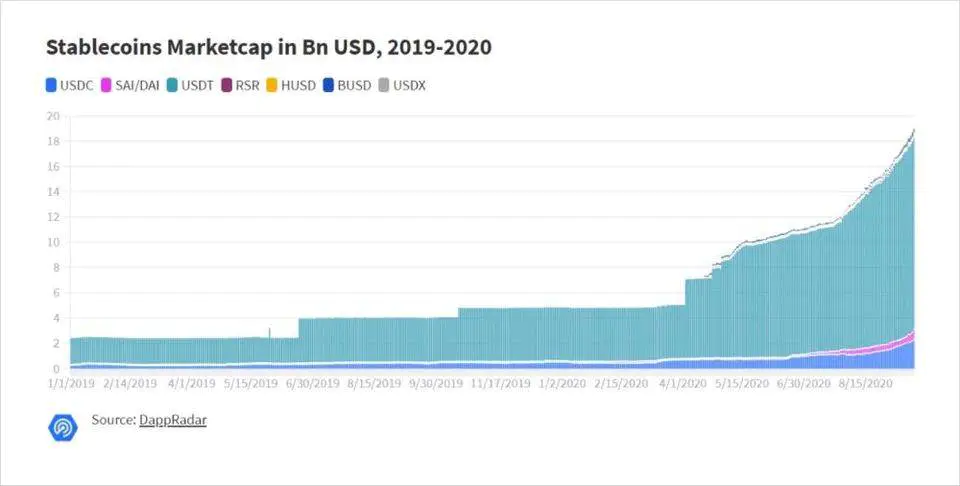 Stablecoins Marketcap in Bn USD, 2019-2020
USDC SAI/DAI USDT RSR HUSD BUSD USDX
20
18
16
14
12
10
8
6
4
2
0
1/1/2019 2/14/2019 4/1/2019 5/15/2019 6/30/2019 8/15/2019 9/30/2019 11/17/2019 1/2/2020 2/15/2020 4/1/2020 5/15/2020 6/30/2020 8/15/2020
Source: DappRadar